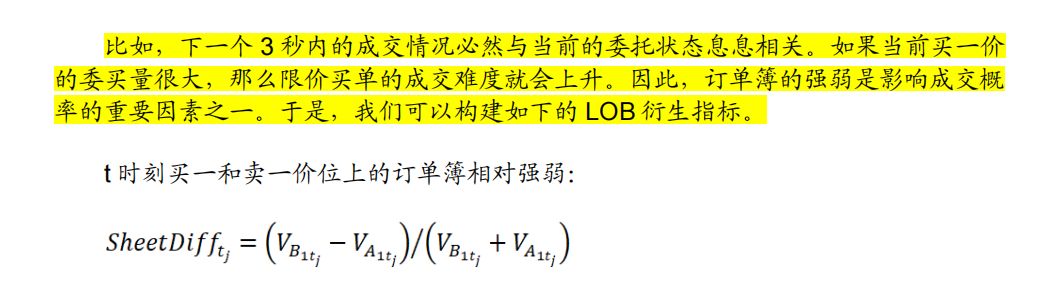 比如，下一个 3 秒内的成交情况必然与当前的委托状态息息相关。如果当前买一价
的委买量很大，那么限价买单的成交难度就会上升。因此，订单簿的强弱是影响成交概
率的重要因素之一。于是，我们可以构建如下的 LOB 衍生指标。
t 时刻买一和卖一价位上的订单簿相对强弱：
$SheetDiff_{t_j} = (V_{B_{1t_j}} - V_{A_{1t_j}})/(V_{B_{1t_j}} + V_{A_{1t_j}})$